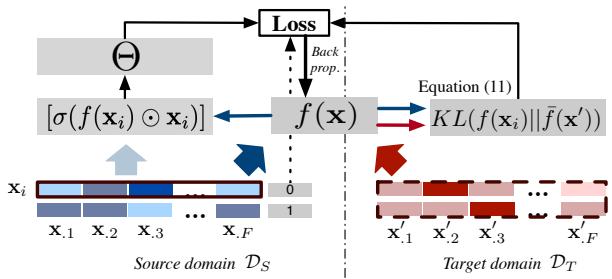 Loss
Θ
Back
prop.
Equation (11)
[σ(f(x_i) ⊙ x_i)]
f(x)
KL(f(x_i)||f̄(x′))
x_i
0
...
...
1
...
...
x_.1 x_.2 x_.3 x_.F
x′_.1 x′_.2 x′_.3 x′_.F
Source domain D_S
Target domain D_T